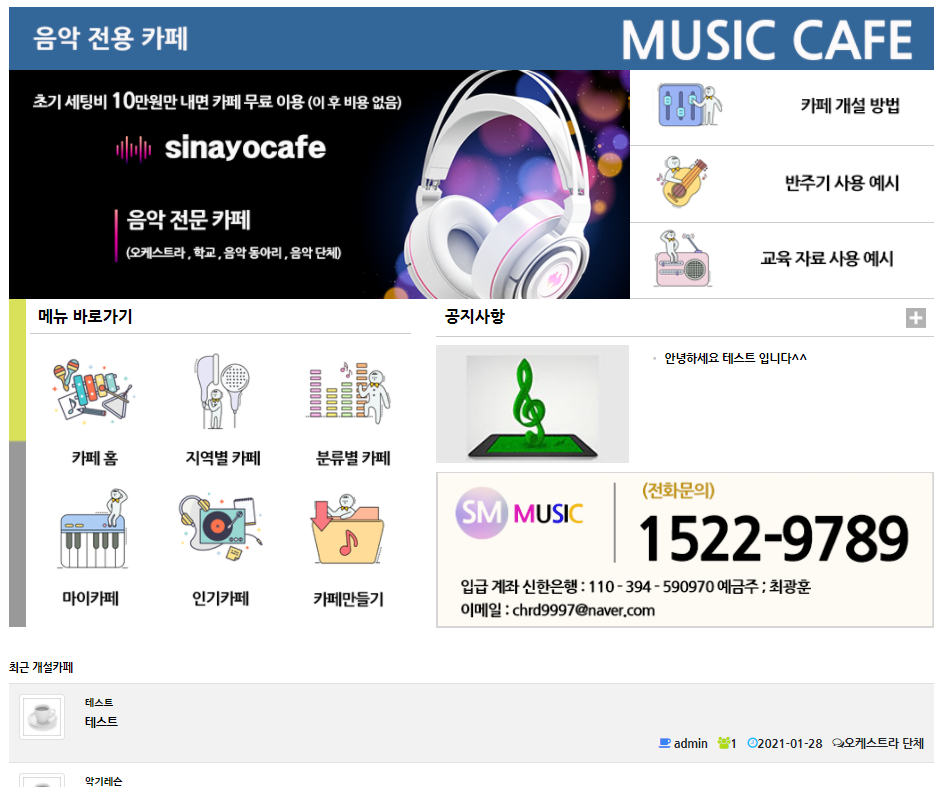 음악 전용 카페
MUSIC CAFE
초기 세팅비 10만원만 내면 카페 무료 이용 (이 후 비용 없음)
sinayocafe
음악 전문 카페
(오케스트라 , 학교 , 음악 동아리 , 음악 단체)
카페 개설 방법
반주기 사용 예시
교육 자료 사용 예시
메뉴 바로가기
카페 홈
지역별 카페
분류별 카페
마이카페
인기카페
카페만들기
공지사항
안녕하세요 테스트 입니다^^
SM MUSIC
(전화문의)
1522-9789
입급 계좌 신한은행 : 110 - 394 - 590970 예금주 ; 최광훈
이메일 : chrd9997@naver.com
최근 개설카페
테스트
테스트
admin 1 2021-01-28 오케스트라 단체
악기레슨